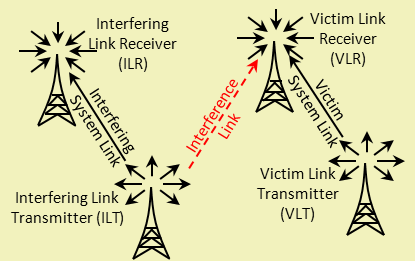 Interfering
Link Receiver
(ILR)
Victim Link
Receiver
(VLR)
Interfering
System Link
Interference
Link
Victim
System Link
Interfering Link
Transmitter (ILT)
Victim Link
Transmitter
(VLT)